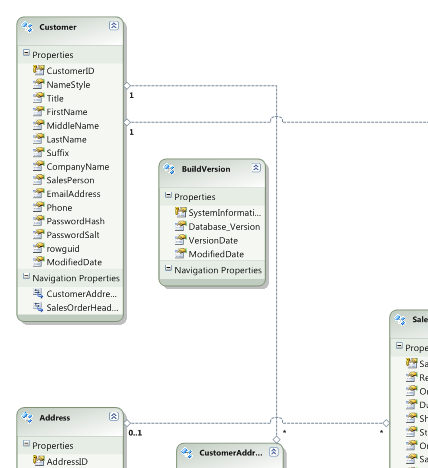 Customer
Properties
CustomerID
NameStyle
Title
FirstName
MiddleName
LastName
Suffix
CompanyName
SalesPerson
EmailAddress
Phone
PasswordHash
PasswordSalt
rowguid
ModifiedDate
Navigation Properties
CustomerAddre...
SalesOrderHead...
1
1
BuildVersion
Properties
SystemInformati...
Database_Version
VersionDate
ModifiedDate
Navigation Properties
Sale
Prope
Sa
Re
Or
Du
Sh
St
Or
Sa
Address
Properties
AddressID
0..1
*
*
CustomerAddr...